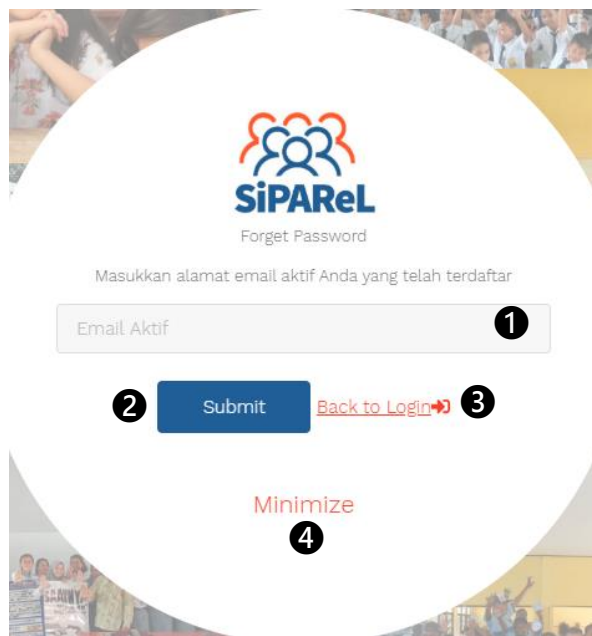 SiPAReL
Forget Password
Masukkan alamat email aktif Anda yang telah terdaftar
Email Aktif
1
2
Submit
Back to Login
3
Minimize
4